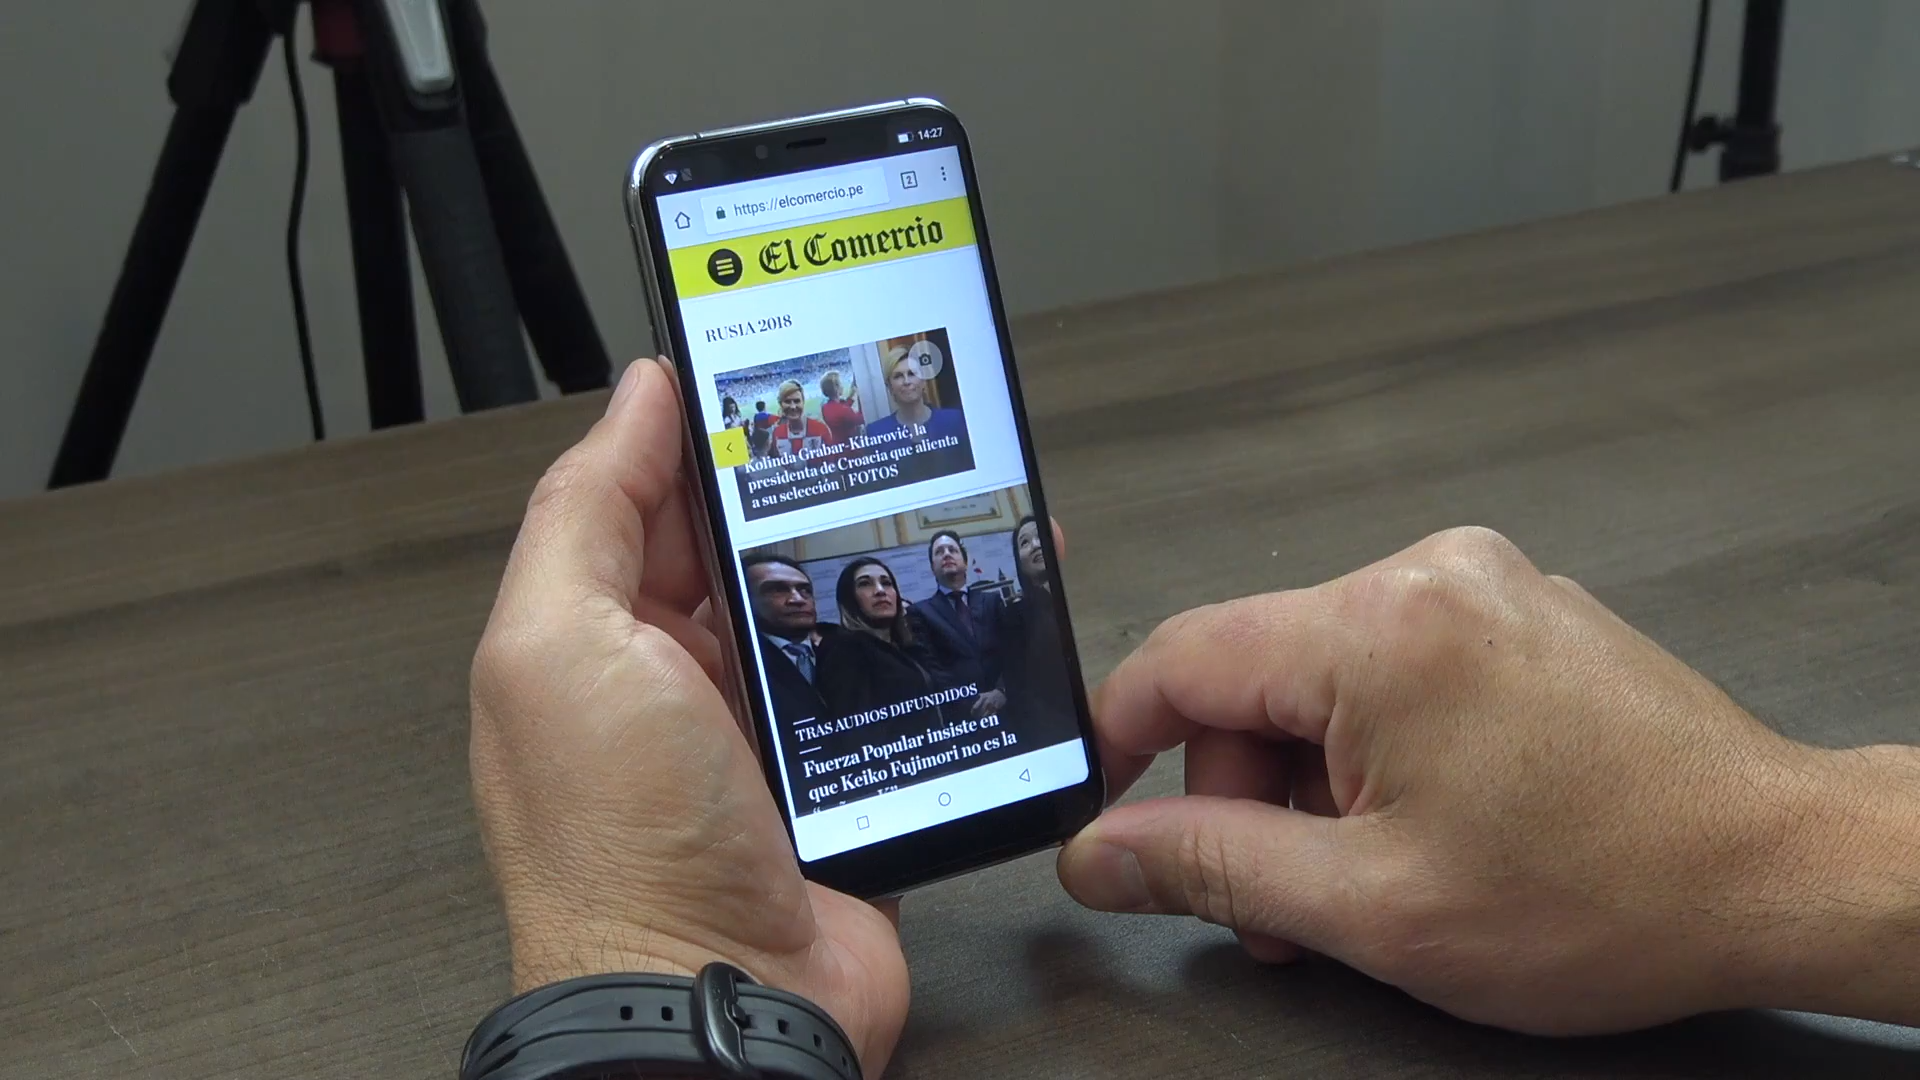 14:27
https://elcomercio.pe
2
El Comercio
RUSIA 2018
Kolinda Grabar-Kitarović, la
presidenta de Croacia que alienta
a su selección | FOTOS
TRAS AUDIOS DIFUNDIDOS
Fuerza Popular insiste en
que Keiko Fujimori no es la